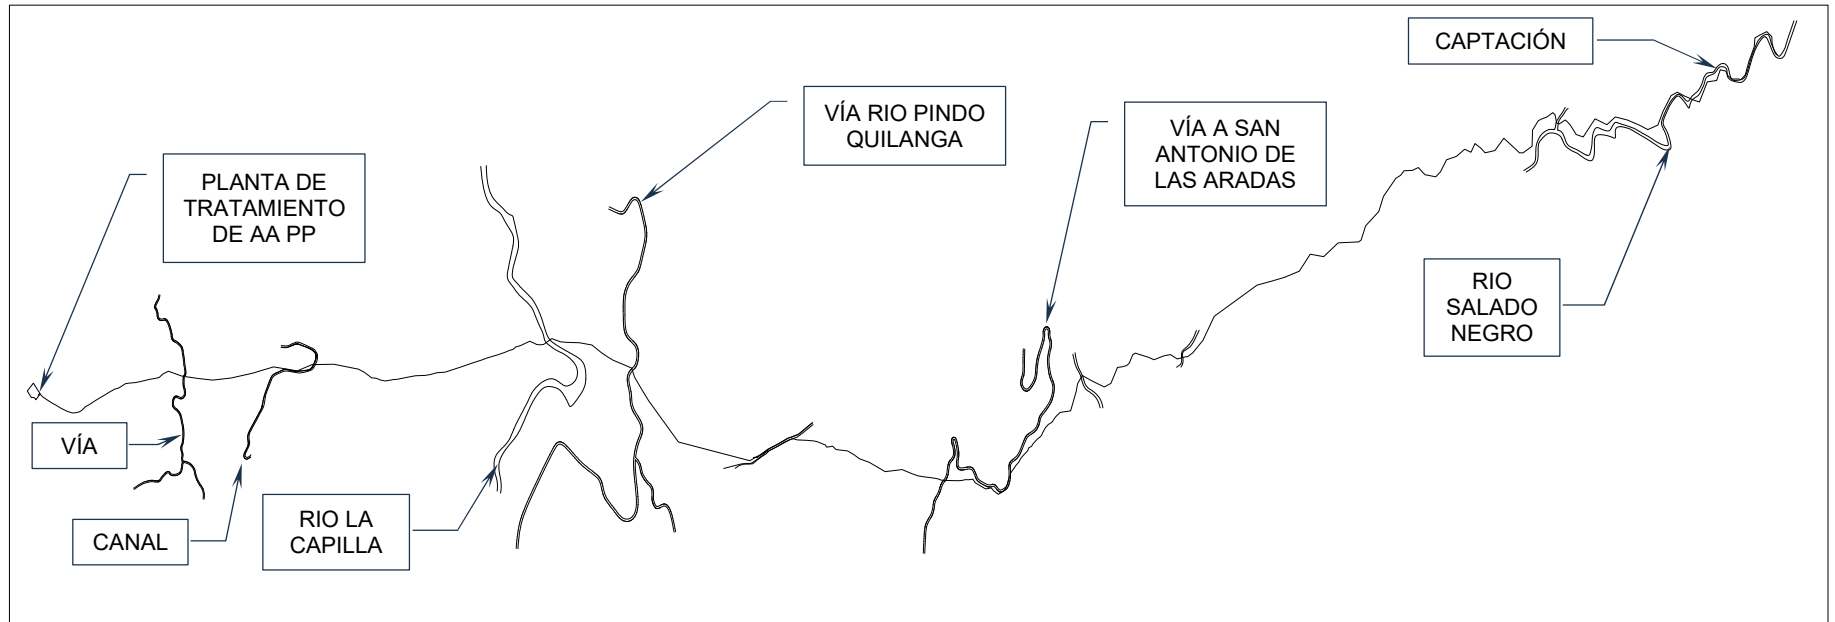 CAPTACIÓN
VÍA RIO PINDO
QUILANGA
VÍA A SAN
ANTONIO DE
LAS ARADAS
PLANTA DE
TRATAMIENTO
DE AA PP
RIO
SALADO
NEGRO
VÍA
CANAL
RIO LA
CAPILLA